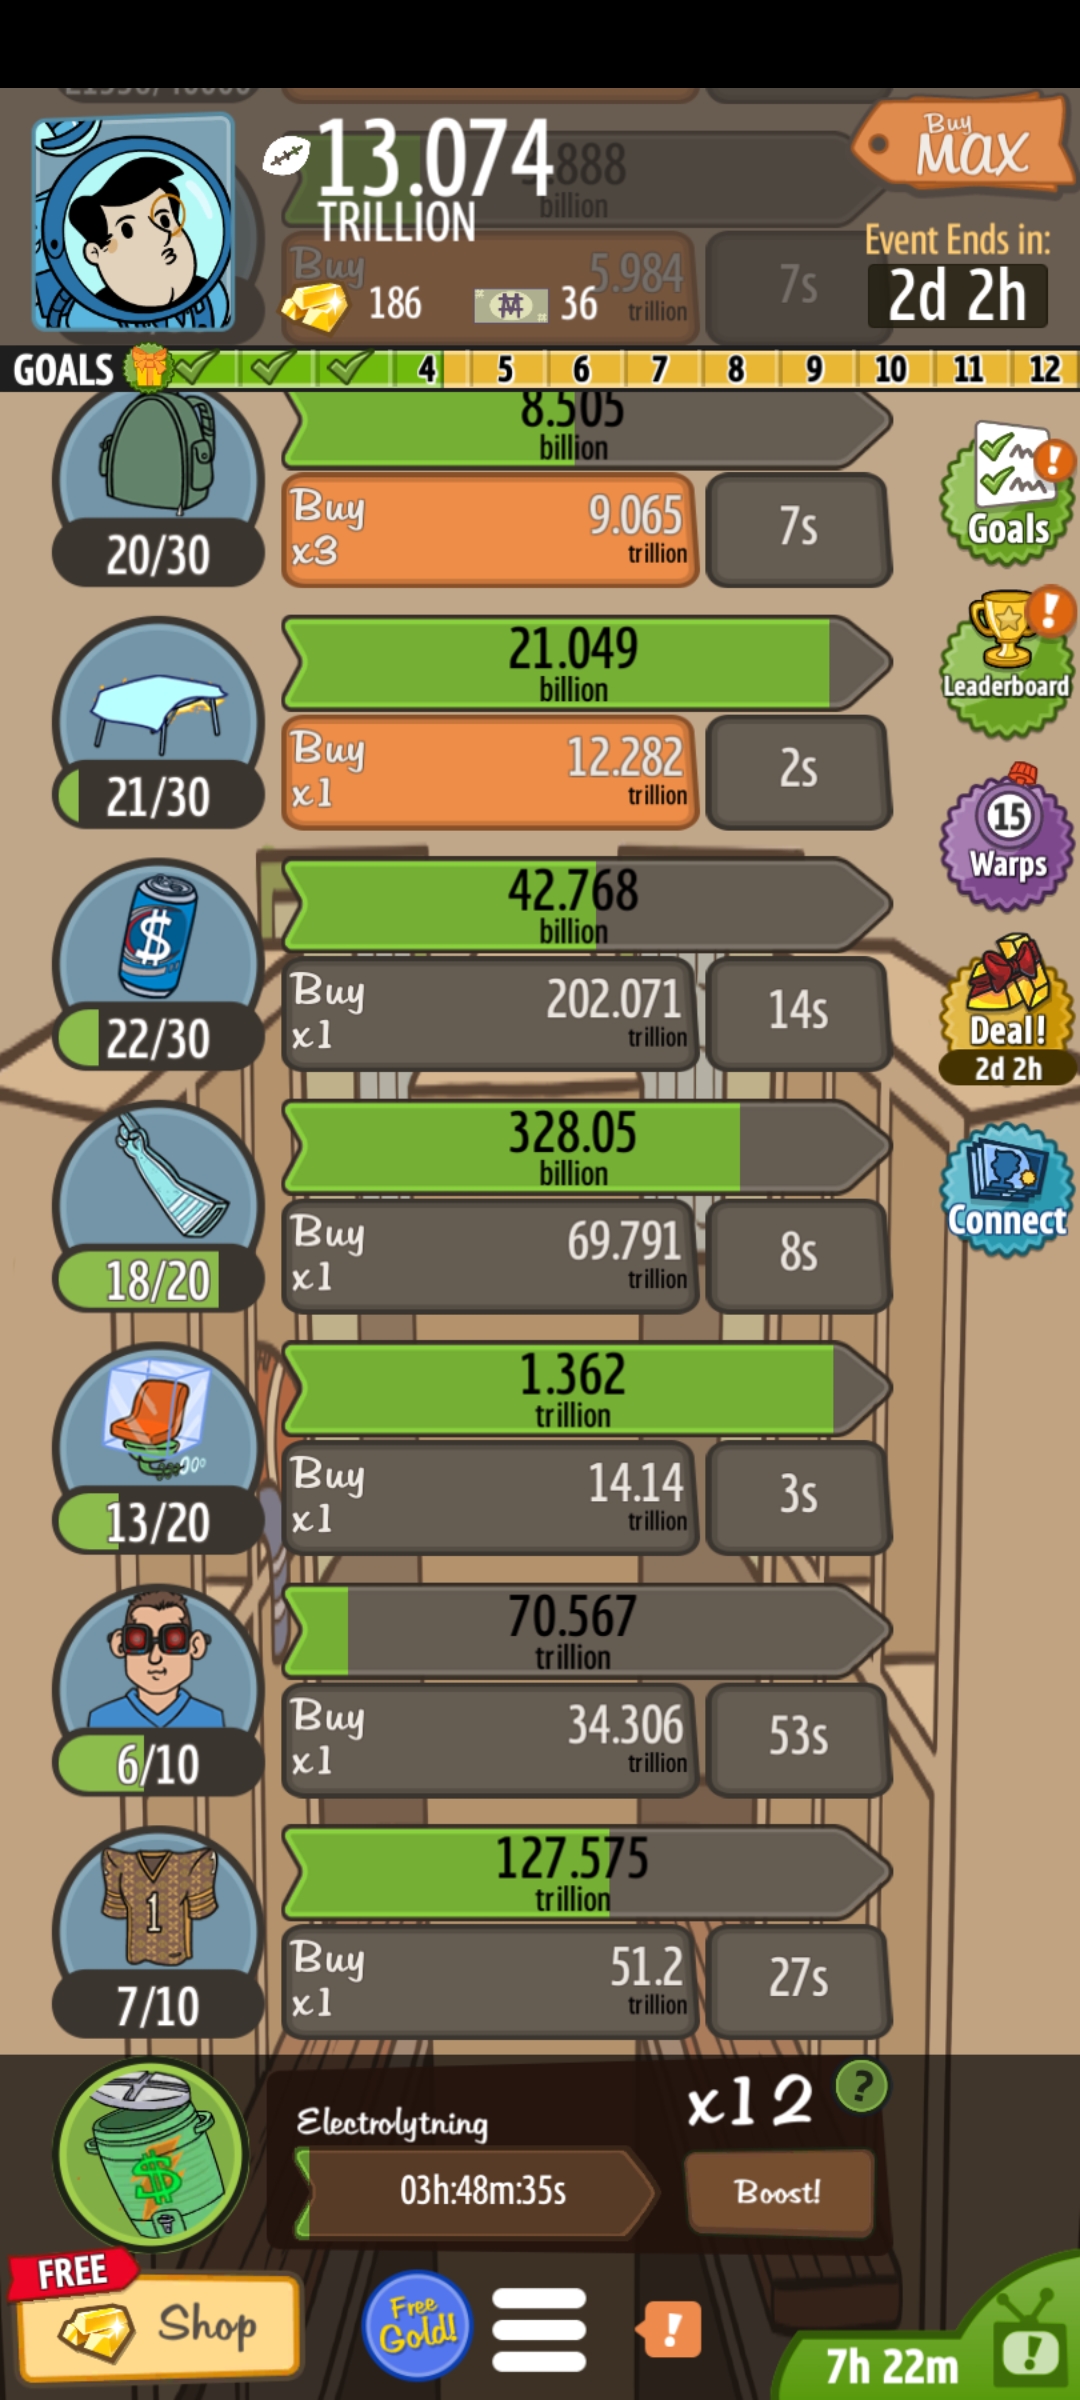 13.074
TRILLION
.888
billion
Buy
MAX
Event Ends in:
2d 2h
Buy
5.984
trillion
7s
186
36
GOALS
4 5 6 7 8 9 10 11 12
8.505
billion
Buy
x3
9.065
trillion
7s
20/30
Goals
21.049
billion
Buy
x1
12.282
trillion
2s
21/30
Leaderboard
42.768
billion
Buy
x1
202.071
trillion
14s
22/30
15
Warps
328.05
billion
Buy
x1
69.791
trillion
8s
18/20
Deal!
2d 2h
1.362
trillion
Buy
x1
14.14
trillion
3s
13/20
Connect
70.567
trillion
Buy
x1
34.306
trillion
53s
6/10
127.575
trillion
1
Buy
x1
51.2
trillion
27s
7/10
Electrolytning
x12
?
03h:48m:35s
Boost!
FREE
Shop
Free
Gold!
!
7h 22m
!